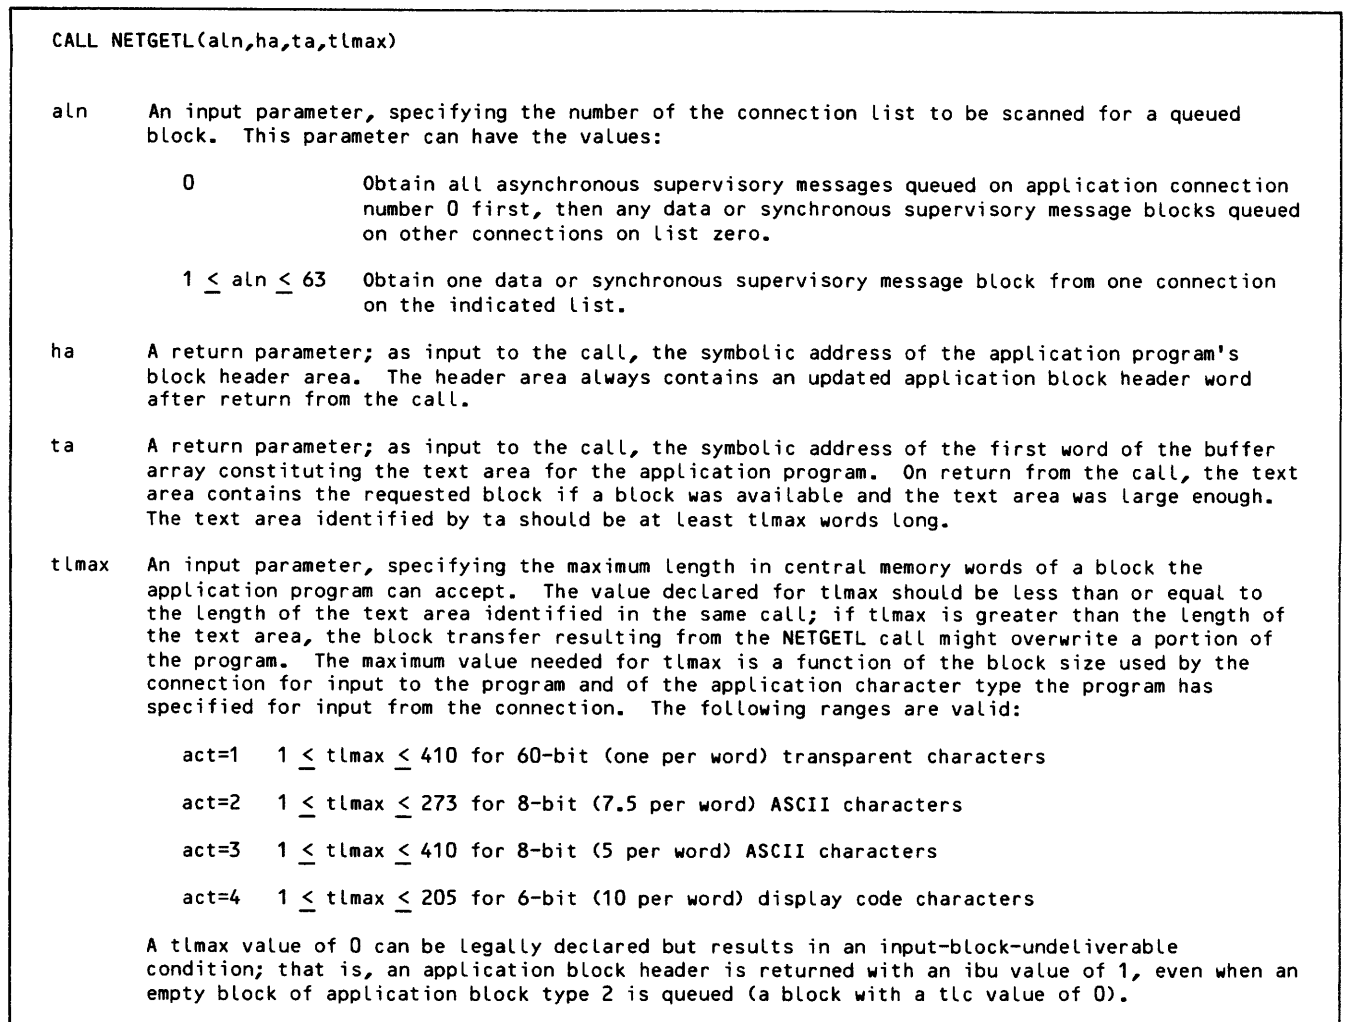 CALL NETGETL(aln,ha,ta,tlmax)
aln An input parameter, specifying the number of the connection list to be scanned for a queued
block. This parameter can have the values:
0 Obtain all asynchronous supervisory messages queued on application connection
number 0 first, then any data or synchronous supervisory message blocks queued
on other connections on list zero.
1 ≤ aln ≤ 63 Obtain one data or synchronous supervisory message block from one connection
on the indicated list.
ha A return parameter; as input to the call, the symbolic address of the application program's
block header area. The header area always contains an updated application block header word
after return from the call.
ta A return parameter; as input to the call, the symbolic address of the first word of the buffer
array constituting the text area for the application program. On return from the call, the text
area contains the requested block if a block was available and the text area was large enough.
The text area identified by ta should be at least tlmax words long.
tlmax An input parameter, specifying the maximum length in central memory words of a block the
application program can accept. The value declared for tlmax should be less than or equal to
the length of the text area identified in the same call; if tlmax is greater than the length of
the text area, the block transfer resulting from the NETGETL call might overwrite a portion of
the program. The maximum value needed for tlmax is a function of the block size used by the
connection for input to the program and of the application character type the program has
specified for input from the connection. The following ranges are valid:
act=1 1 ≤ tlmax ≤ 410 for 60-bit (one per word) transparent characters
act=2 1 ≤ tlmax ≤ 273 for 8-bit (7.5 per word) ASCII characters
act=3 1 ≤ tlmax ≤ 410 for 8-bit (5 per word) ASCII characters
act=4 1 ≤ tlmax ≤ 205 for 6-bit (10 per word) display code characters
A tlmax value of 0 can be legally declared but results in an input-block-undeliverable
condition; that is, an application block header is returned with an ibu value of 1, even when an
empty block of application block type 2 is queued (a block with a tlc value of 0).